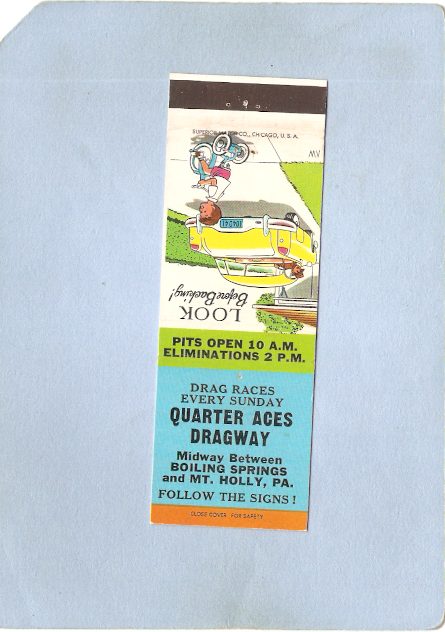 SUPERIOR MATCH CO., CHICAGO, U. S. A.
LOOK
Before Backing!
PITS OPEN 10 A.M.
ELIMINATIONS 2 P.M.
DRAG RACES
EVERY SUNDAY
QUARTER ACES
DRAGWAY
Midway Between
BOILING SPRINGS
and MT. HOLLY, PA.
FOLLOW THE SIGNS!
CLOSE COVER FOR SAFETY